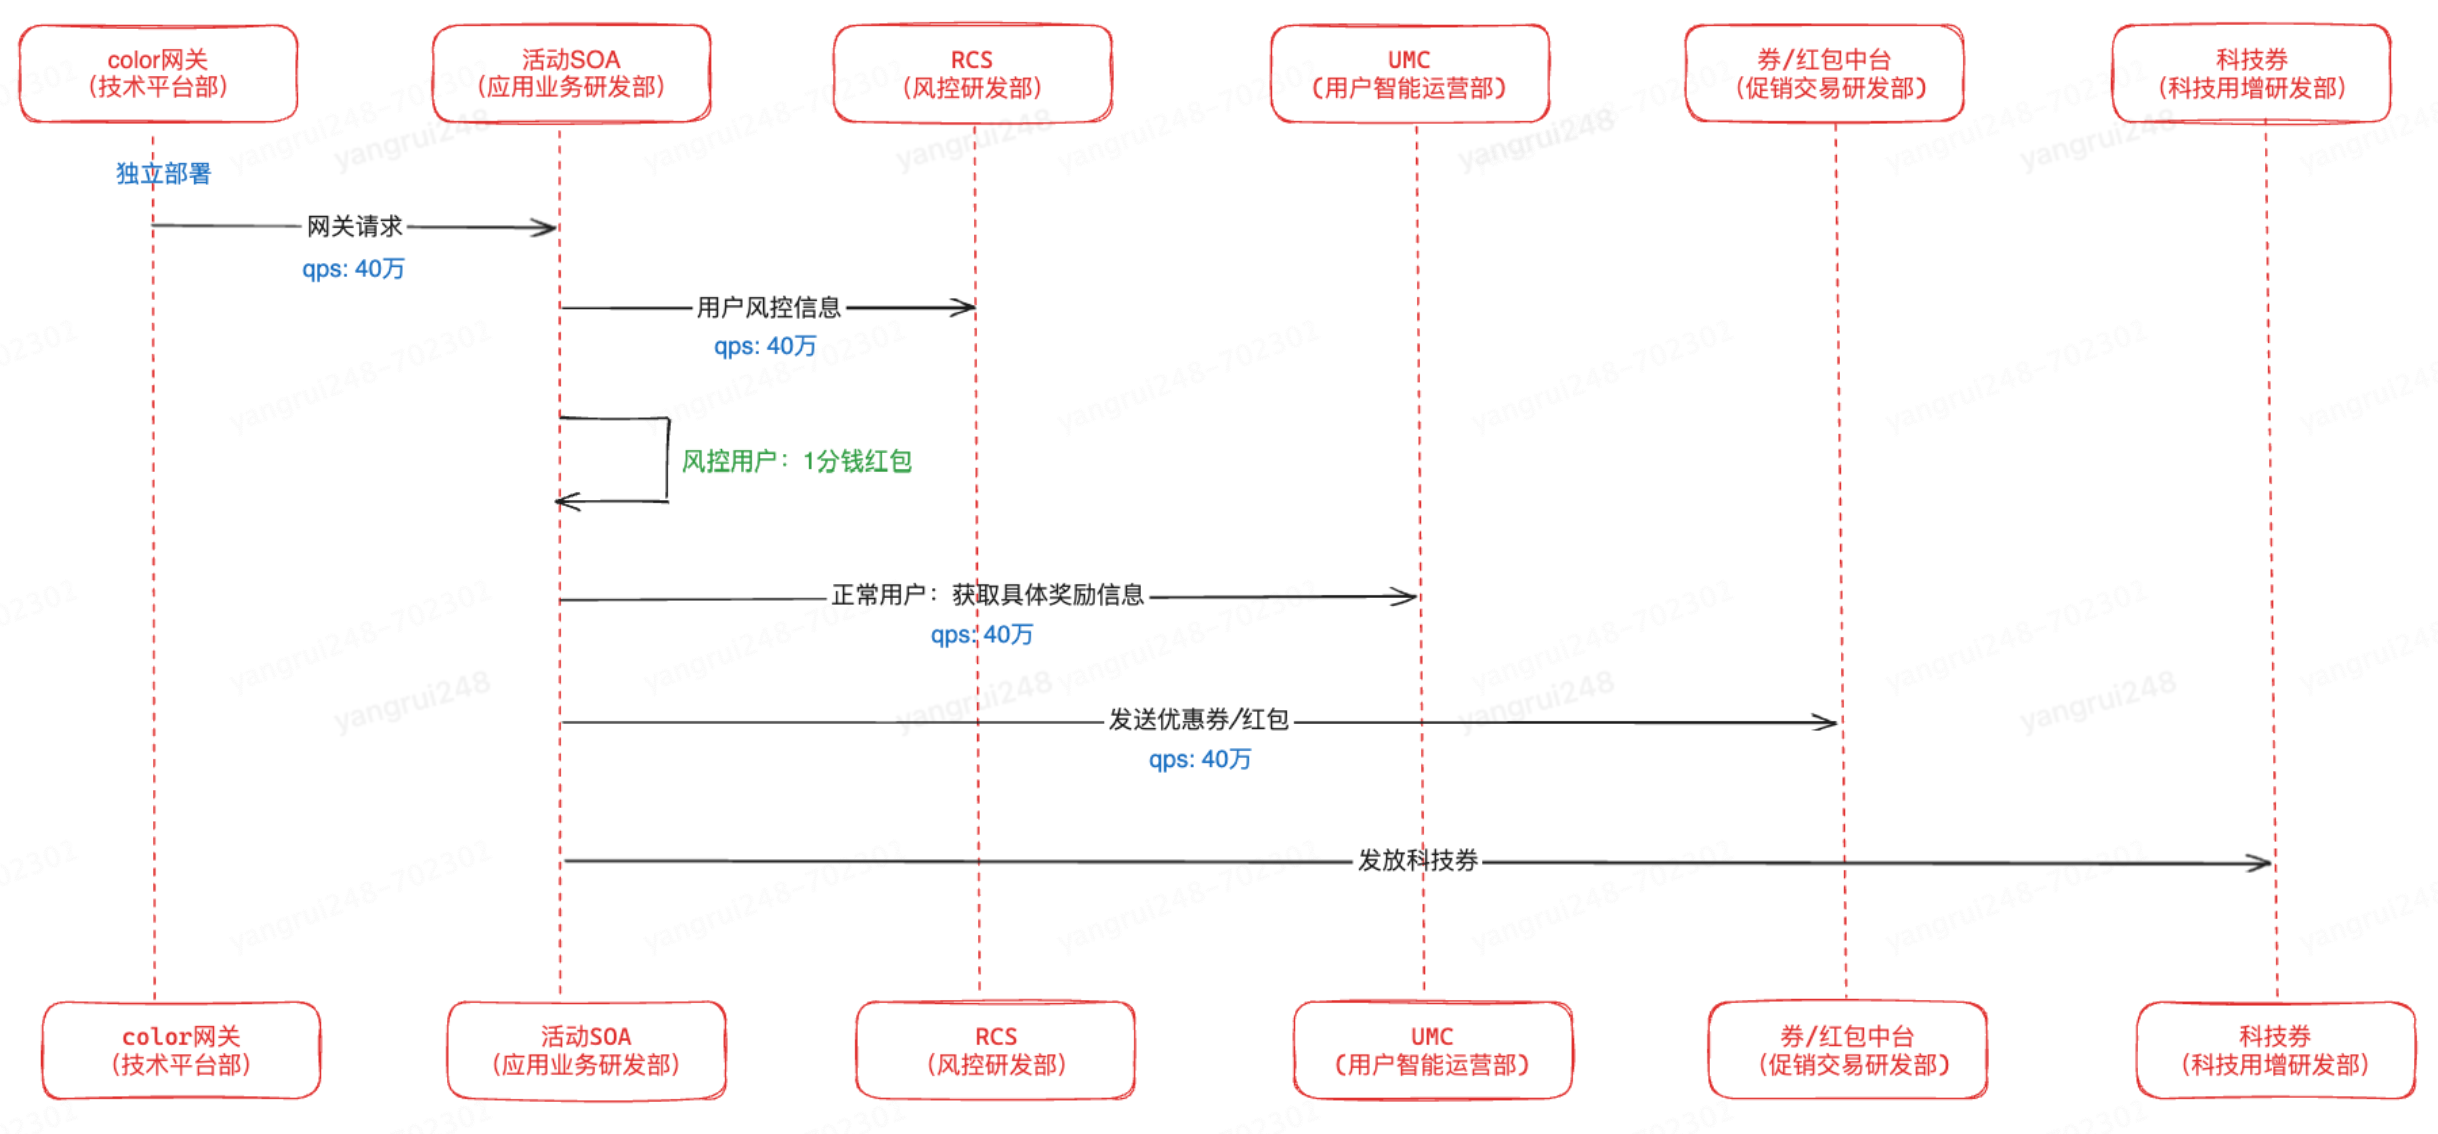 color网关
(技术平台部)
活动SOA
(应用业务研发部)
RCS
(风控研发部)
UMC
(用户智能运营部)
券/红包中台
(促销交易研发部)
科技券
(科技用增研发部)
独立部署
网关请求
qps: 40万
用户风控信息
qps: 40万
风控用户：1分钱红包
正常用户：获取具体奖励信息
qps: 40万
发送优惠券/红包
qps: 40万
发放科技券
color网关
(技术平台部)
活动SOA
(应用业务研发部)
RCS
(风控研发部)
UMC
(用户智能运营部)
券/红包中台
(促销交易研发部)
科技券
(科技用增研发部)
yangrui248
yangrui248
yangrui248
yangrui248
yangrui248
yangrui248
yangrui248
yangrui248